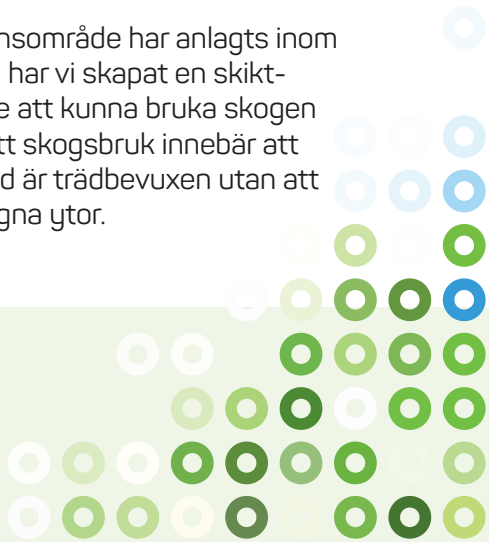 nsområde har anlagts inom
har vi skapat en skikt-
e att kunna bruka skogen
tt skogsbruk innebär att
d är trädbevuxen utan att
gna ytor.